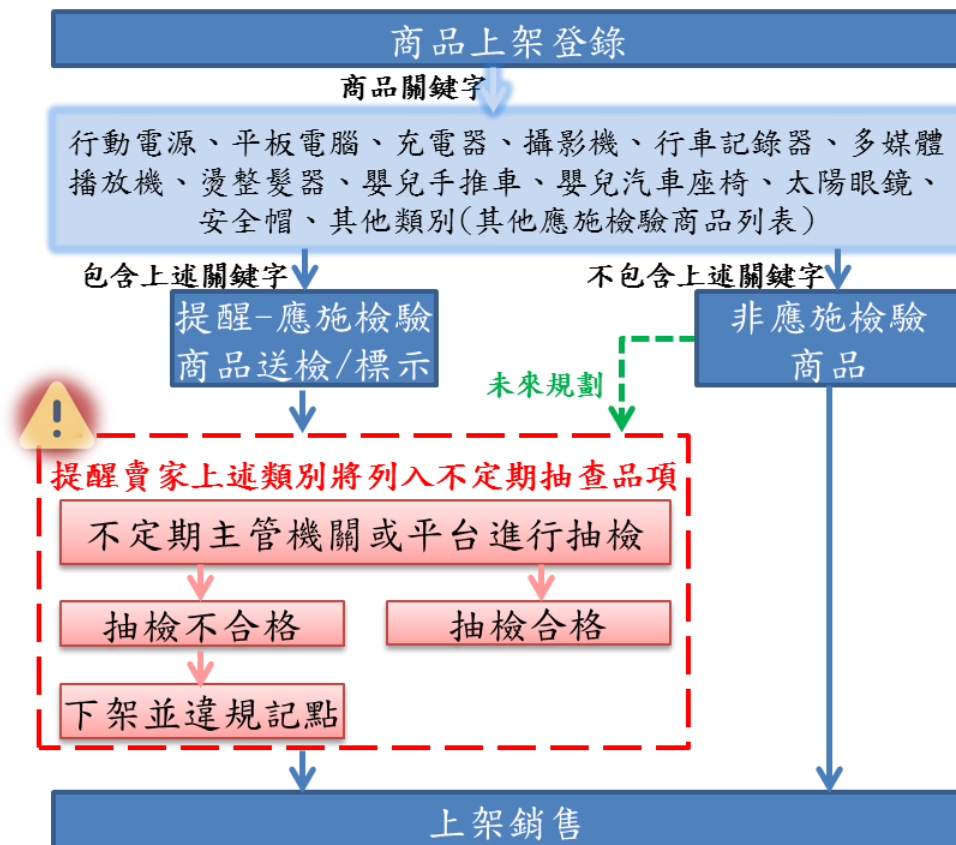 商品上架登錄
商品關鍵字
行動電源、平板電腦、充電器、攝影機、行車記錄器、多媒體
播放機、燙整髮器、嬰兒手推車、嬰兒汽車座椅、太陽眼鏡、
安全帽、其他類別(其他應施檢驗商品列表)
包含上述關鍵字
不包含上述關鍵字
提醒-應施檢驗
商品送檢/標示
非應施檢驗
商品
未來規劃
提醒賣家上述類別將列入不定期抽查品項
不定期主管機關或平台進行抽檢
抽檢不合格
抽檢合格
下架並違規記點
上架銷售